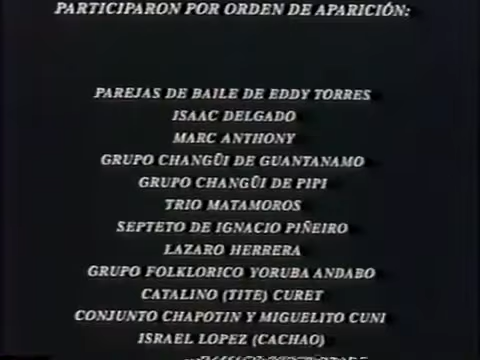 PARTICIPARON POR ORDEN DE APARICIÓN:
PAREJAS DE BAILE DE EDDY TORRES
ISAAC DELGADO
MARC ANTHONY
GRUPO CHANGÜI DE GUANTANAMO
GRUPO CHANGÜI DE PIPI
TRIO MATAMOROS
SEPTETO DE IGNACIO PIÑEIRO
LAZARO HERRERA
GRUPO FOLKLORICO YORUBA ANDABO
CATALINO (TITE) CURET
CONJUNTO CHAPOTIN Y MIGUELITO CUNI
ISRAEL LOPEZ (CACHAO)